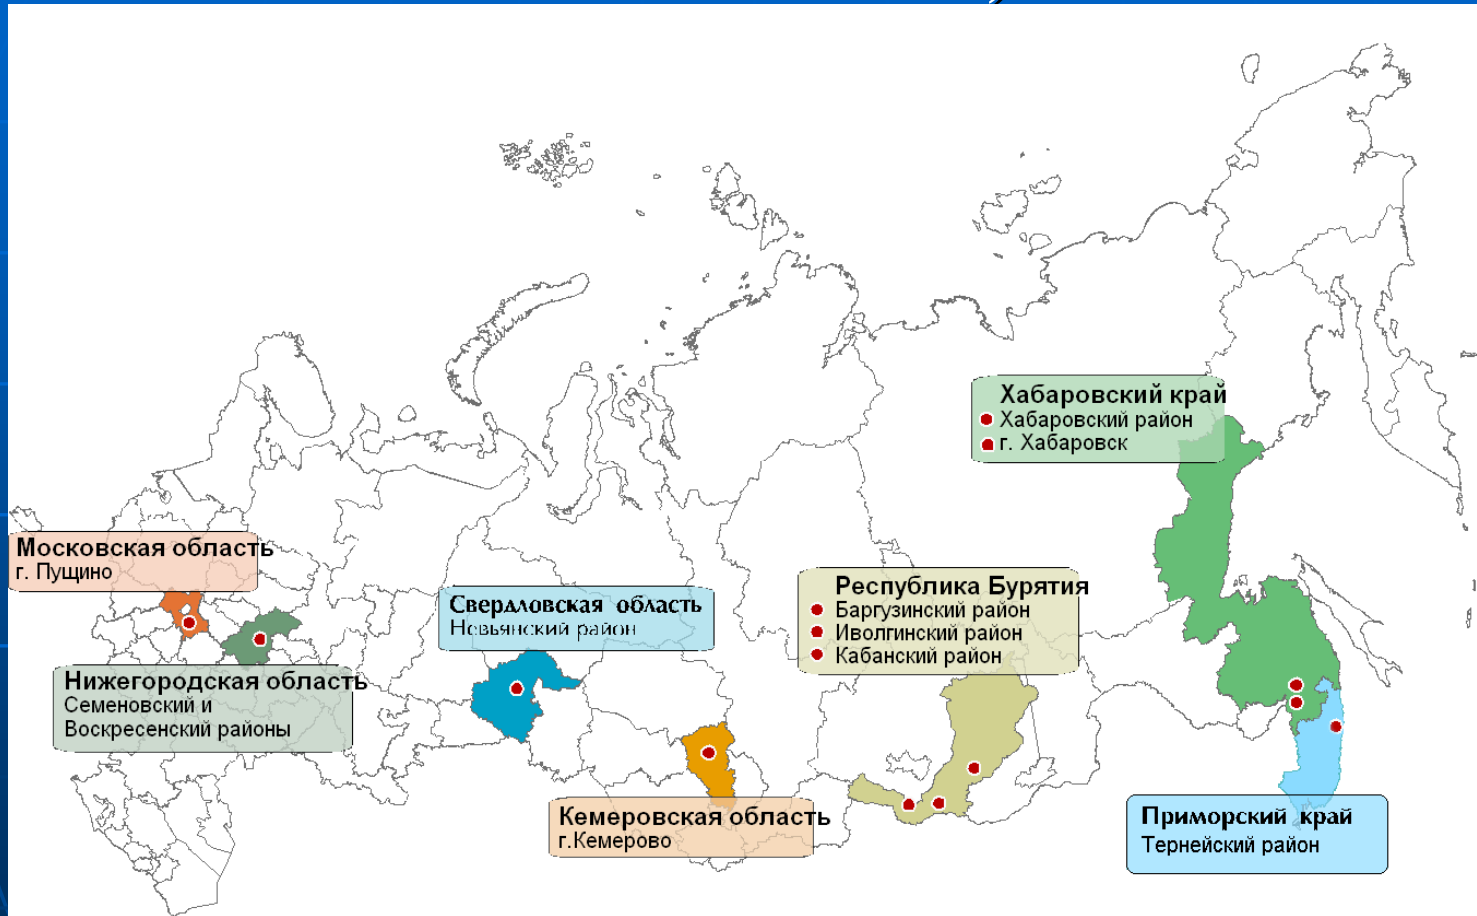 Хабаровский край
Хабаровский район
г. Хабаровск
Московская область
г. Пущино
Свердловская область
Невьянский район
Республика Бурятия
Баргузинский район
Иволгинский район
Кабанский район
Нижегородская область
Семеновский и
Воскресенский районы
Кемеровская область
г.Кемерово
Приморский край
Тернейский район